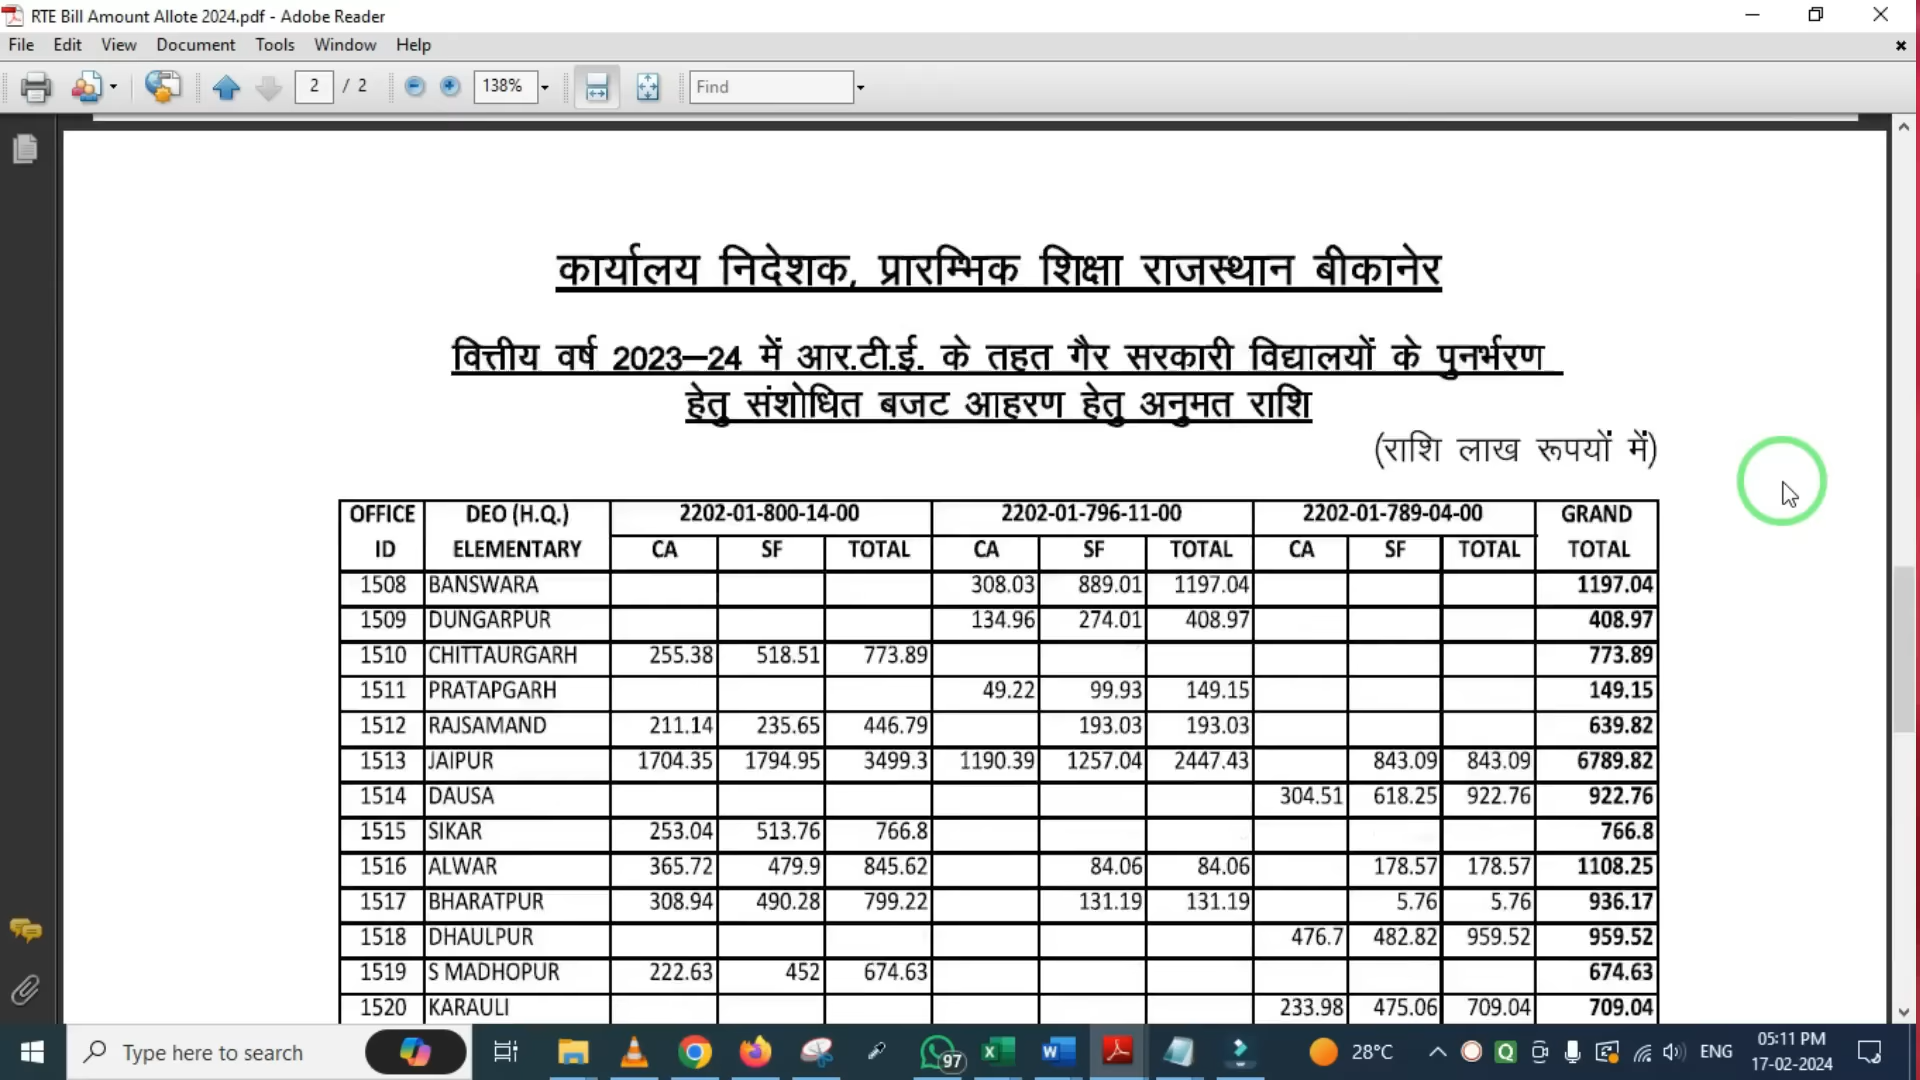 RTE Bill Amount Allote 2024.pdf - Adobe Reader
File Edit View Document Tools Window Help
2 / 2 138% Find
कार्यालय निदेशक, प्रारम्भिक शिक्षा राजस्थान बीकानेर
वित्तीय वर्ष 2023–24 में आर.टी.ई. के तहत गैर सरकारी विद्यालयों के पुनर्भरण
हेतु संशोधित बजट आहरण हेतु अनुमत राशि
(राशि लाख रूपयों में)
OFFICE DEO (H.Q.) 2202-01-800-14-00 2202-01-796-11-00 2202-01-789-04-00 GRAND
ID ELEMENTARY CA SF TOTAL CA SF TOTAL CA SF TOTAL TOTAL
1508 BANSWARA 308.03 889.01 1197.04 1197.04
1509 DUNGARPUR 134.96 274.01 408.97 408.97
1510 CHITTAURGARH 255.38 518.51 773.89 773.89
1511 PRATAPGARH 49.22 99.93 149.15 149.15
1512 RAJSAMAND 211.14 235.65 446.79 193.03 193.03 639.82
1513 JAIPUR 1704.35 1794.95 3499.3 1190.39 1257.04 2447.43 843.09 843.09 6789.82
1514 DAUSA 304.51 618.25 922.76 922.76
1515 SIKAR 253.04 513.76 766.8 766.8
1516 ALWAR 365.72 479.9 845.62 84.06 84.06 178.57 178.57 1108.25
1517 BHARATPUR 308.94 490.28 799.22 131.19 131.19 5.76 5.76 936.17
1518 DHAULPUR 476.7 482.82 959.52 959.52
1519 S MADHOPUR 222.63 452 674.63 674.63
1520 KARAULI 233.98 475.06 709.04 709.04
Type here to search 97 28°C ENG 05:11 PM
17-02-2024